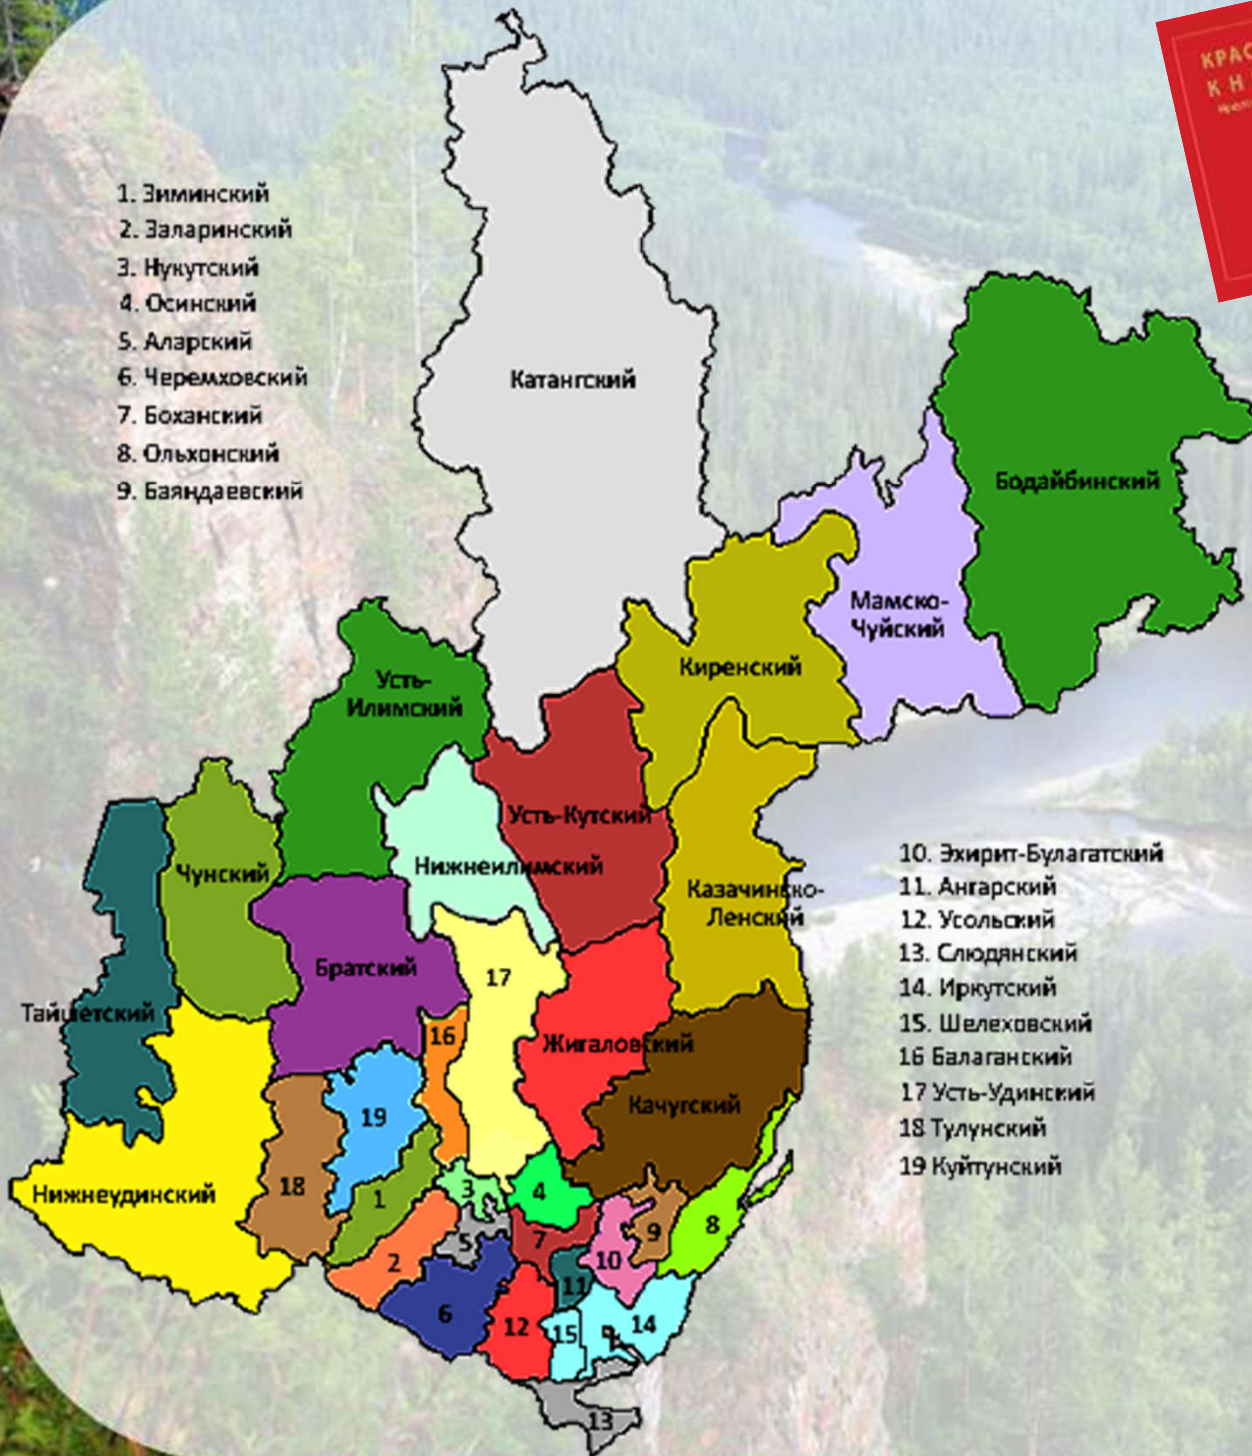 КРАС
КН
1. Зиминский
2. Заларинский
3. Нукутский
4. Осинский
5. Аларский
6. Черемховский
7. Боханский
8. Ольхонский
9. Баяндаевский
Катангский
Бодайбинский
Мамско-
Чуйский
Киренский
Усть-
Илимский
Усть-Кутский
Нижнеилимский
Чунский
Казачинско-
Ленский
Братский
17
Тайшетский
16
Жигаловский
Качугский
19
18
Нижнеудинский
1
3
4
2
5
7
10
9
8
6
12
11
15
14
13
10. Эхирит-Булагатский
11. Ангарский
12. Усольский
13. Слюдянский
14. Иркутский
15. Шелеховский
16 Балаганский
17 Усть-Удинский
18 Тулунский
19 Куйтунский